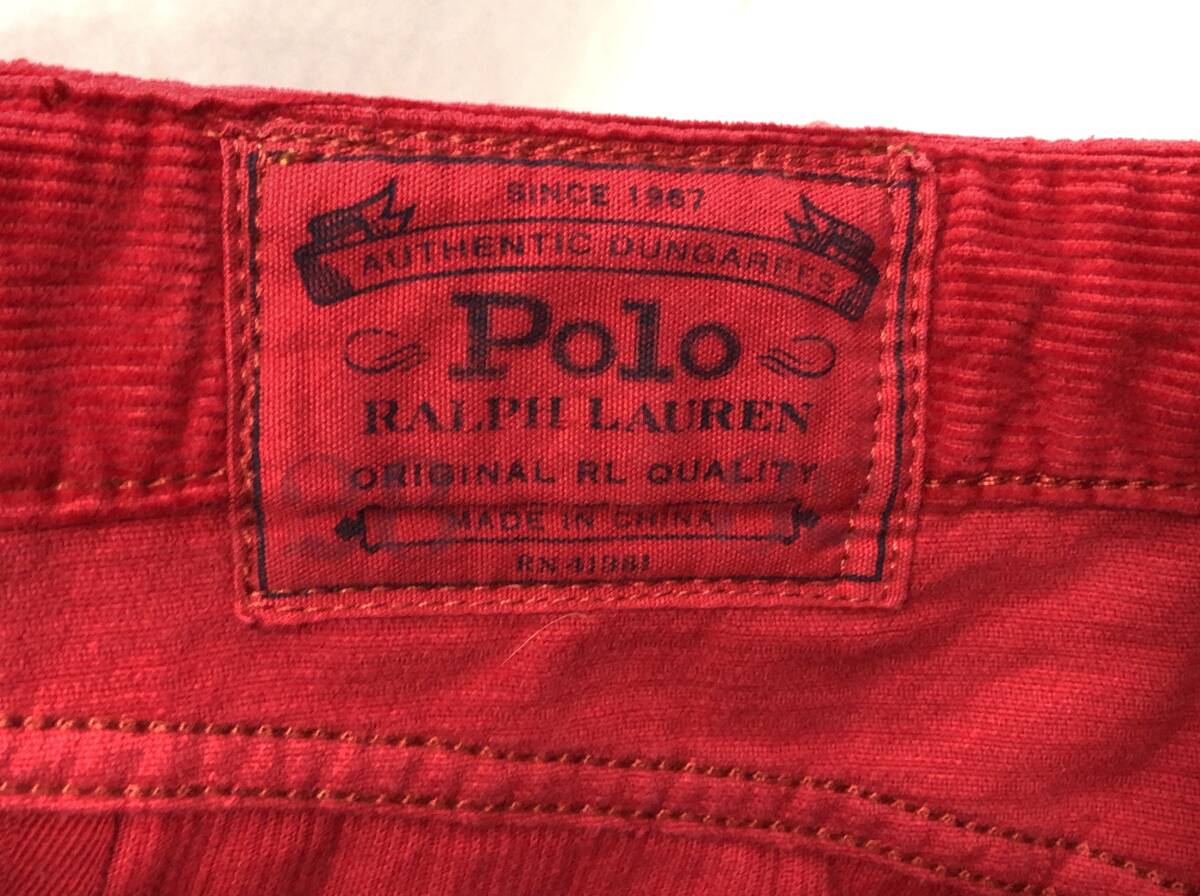 SINCE 1967
AUTHENTIC DUNGAREES
Polo
RALPH LAUREN
ORIGINAL RL QUALITY
MADE IN CHINA
RN 41381